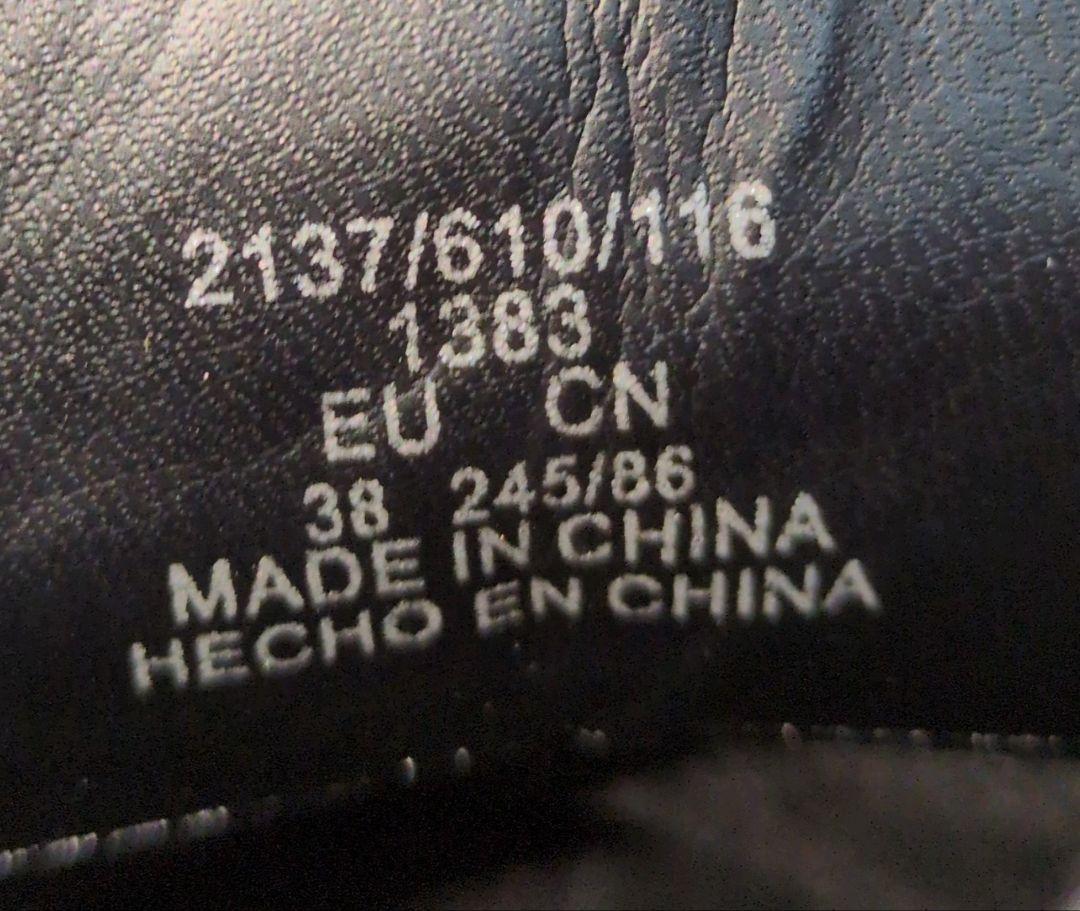 2137/610/116
1383
EU CN
38 245/86
MADE IN CHINA
HECHO EN CHINA